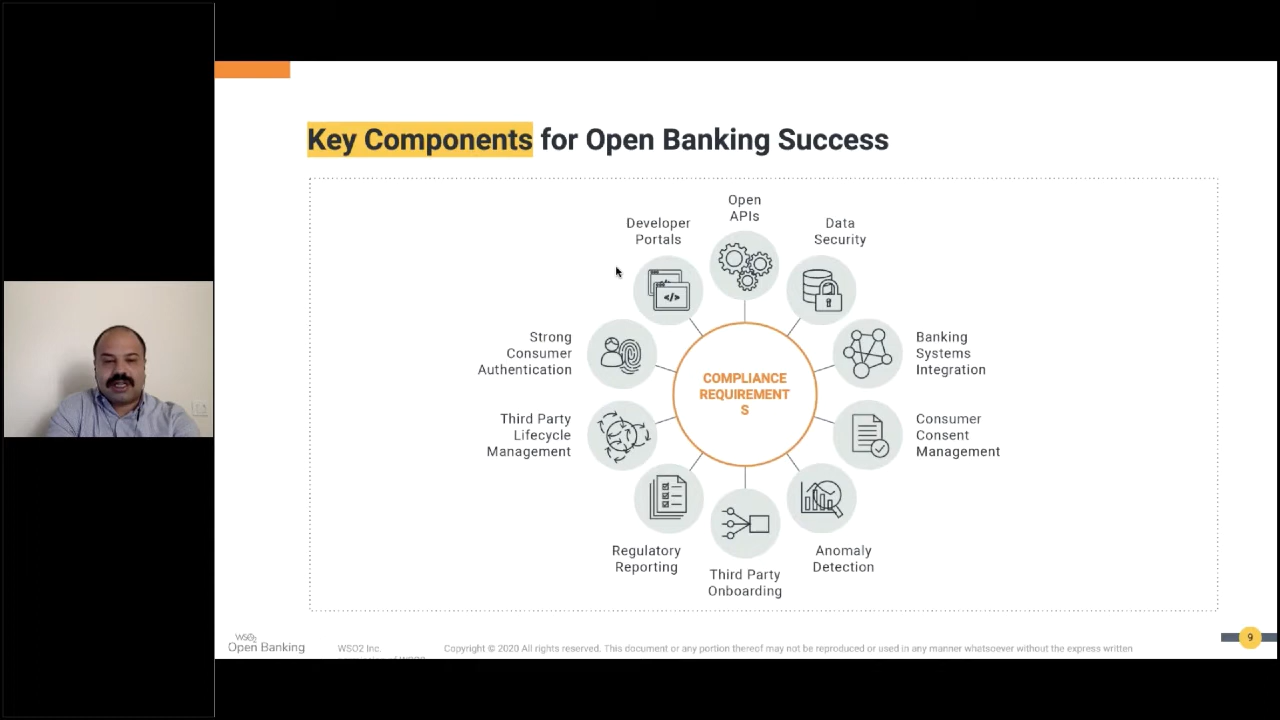 Key Components for Open Banking Success
Open
APIs
Developer
Portals
Data
Security
Strong
Consumer
Authentication
Banking
Systems
Integration
COMPLIANCE
REQUIREMENT
S
Third Party
Lifecycle
Management
Consumer
Consent
Management
Regulatory
Reporting
Third Party
Onboarding
Anomaly
Detection
WSO2
Open Banking
WSO2 Inc.
Copyright © 2020 All rights reserved. This document or any portion thereof may not be reproduced or used in any manner whatsoever without the express written
9